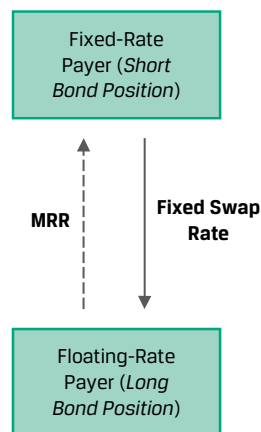 Fixed-Rate
Payer (Short
Bond Position)
MRR
Fixed Swap
Rate
Floating-Rate
Payer (Long
Bond Position)